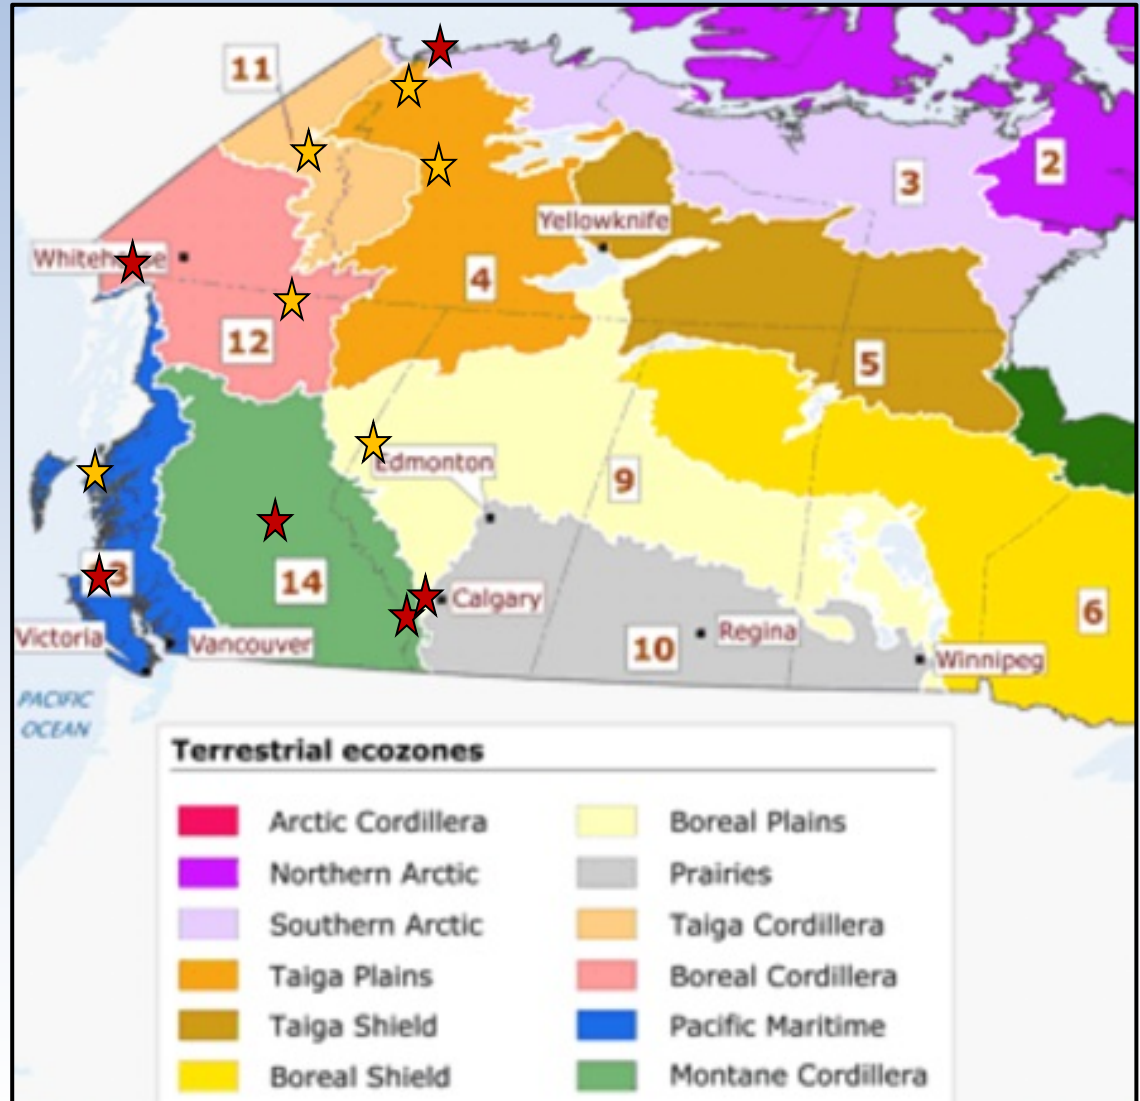 11
2
3
Yellowknife
Whitehorse
4
12
5
Edmonton
9
13
14
Calgary
6
Victoria
Vancouver
10
Regina
Winnipeg
PACIFIC
OCEAN
Terrestrial ecozones
Arctic Cordillera
Boreal Plains
Northern Arctic
Prairies
Southern Arctic
Taiga Cordillera
Taiga Plains
Boreal Cordillera
Taiga Shield
Pacific Maritime
Boreal Shield
Montane Cordillera